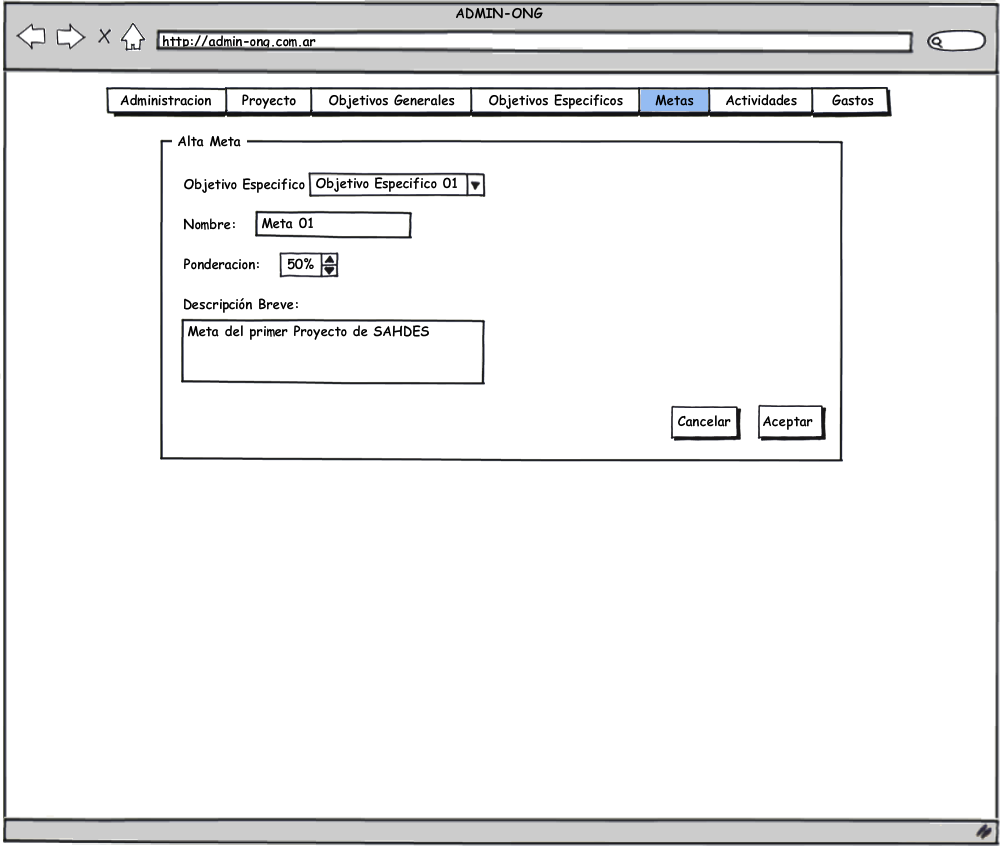 ADMIN-ONG
http://admin-ong.com.ar
Administracion Proyecto Objetivos Generales Objetivos Especificos Metas Actividades Gastos
Alta Meta
Objetivo Especifico Objetivo Especifico 01
Nombre: Meta 01
Ponderacion: 50%
Descripción Breve:
Meta del primer Proyecto de SAHDES
Cancelar Aceptar